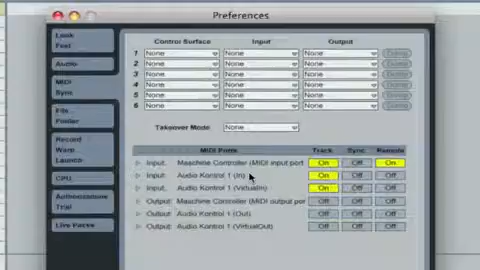 Preferences
Look
Feel
Control Surface Input Output
Audio
1 None None None
2 None None None
3 None None None
4 None None None
5 None None None
6 None None None
MIDI
Sync
File
Folder
Takeover Mode None
Record
Warp
Launch
MIDI Ports Track Sync Remote
Input: Maschine Controller (MIDI input port On Off On
Input: Audio Kontrol 1 (In) On Off Off
Input: Audio Kontrol 1 (VirtualIn) On Off Off
Output: Maschine Controller (MIDI output por Off Off Off
Output: Audio Kontrol 1 (Out) Off Off Off
Output: Audio Kontrol 1 (VirtualOut) Off Off Off
CPU
Trial
Live Packs